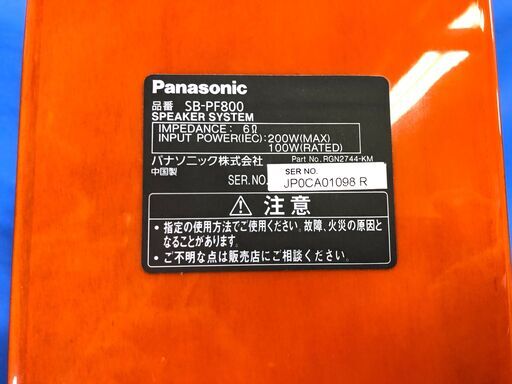 Panasonic
品番 SB-PF800
SPEAKER SYSTEM
IMPEDANCE: 6Ω
INPUT POWER(IEC): 200W(MAX)
100W(RATED)
パナソニック株式会社 Part No. RGN2744-KM
中国製
SER.NO.
SER NO.
JP0CA01098 R
⚠ 注意
・指定の使用方法でご使用ください。故障、火災の原因と
なることがあります。
・ご不明な点は販売店にご相談ください。